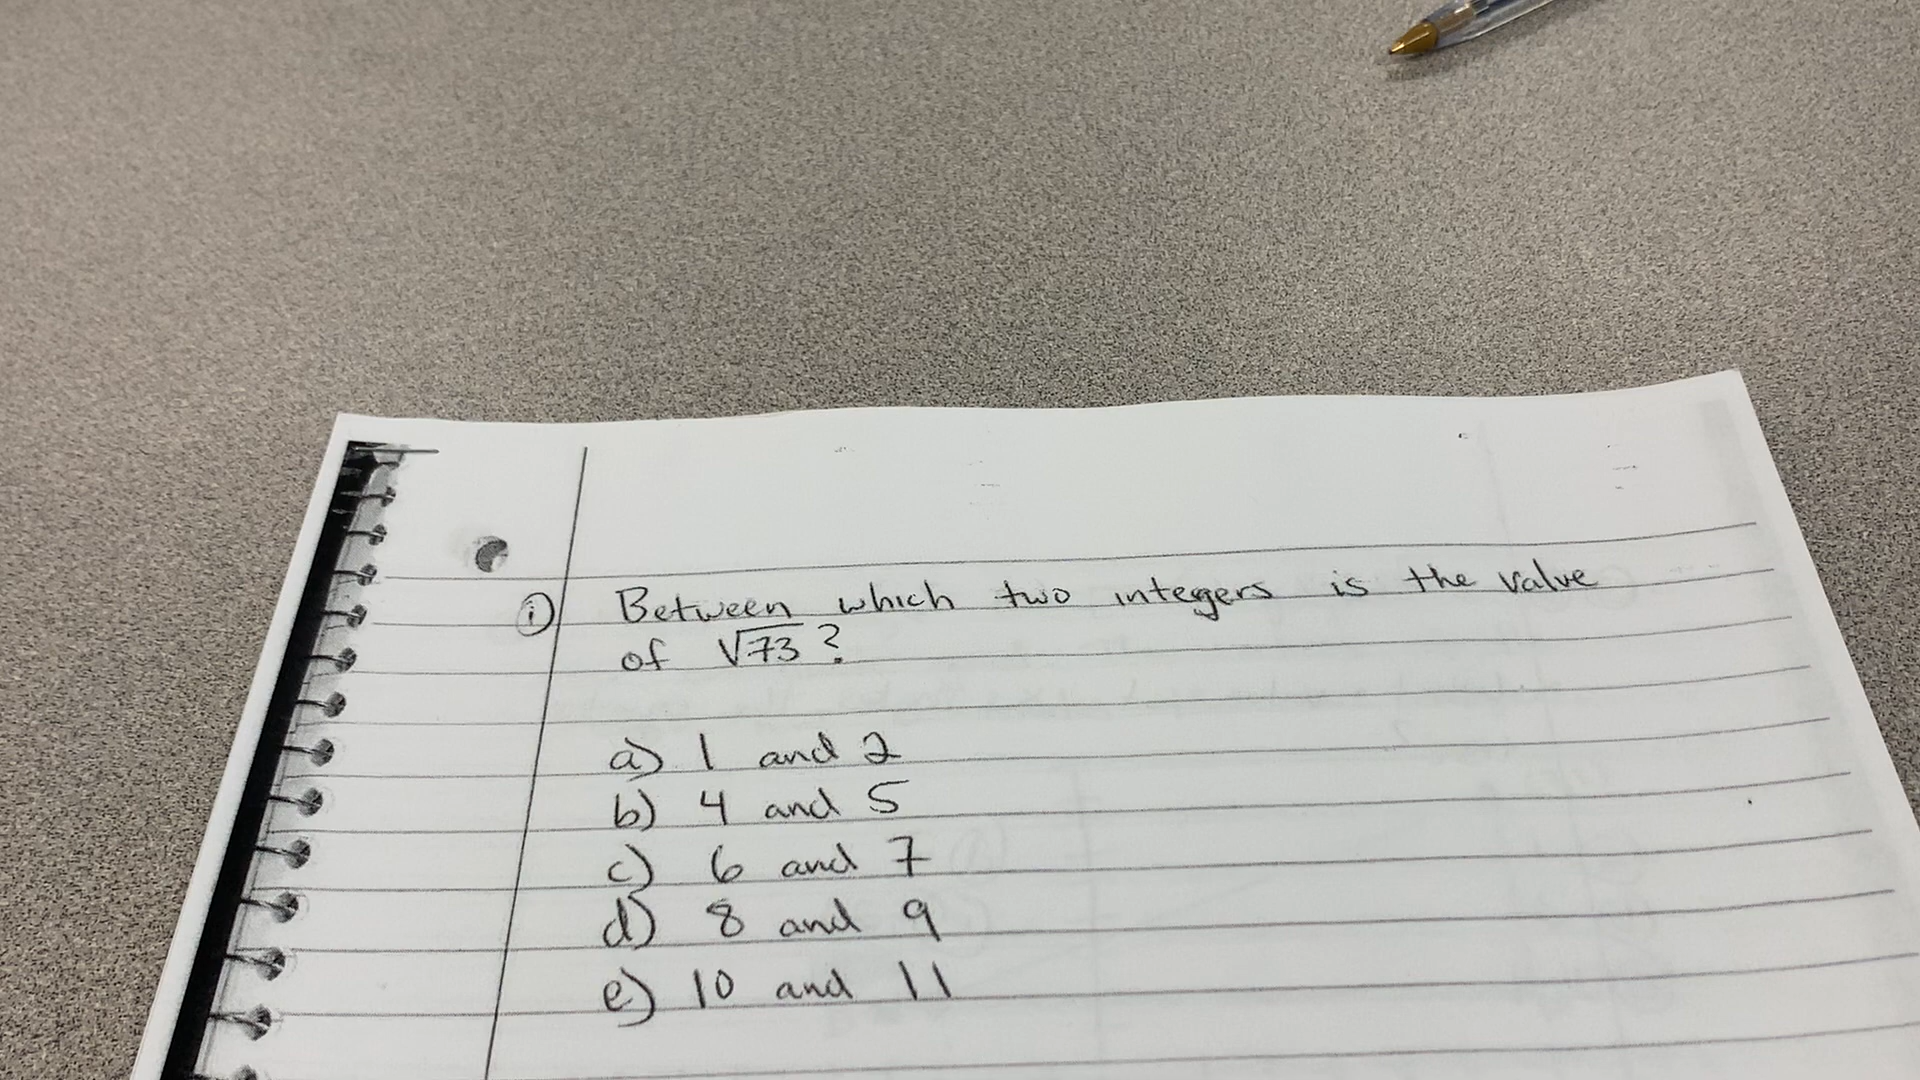 ① Between which two integers is the value
of √73?
a) 1 and 2
b) 4 and 5
c) 6 and 7
d) 8 and 9
e) 10 and 11